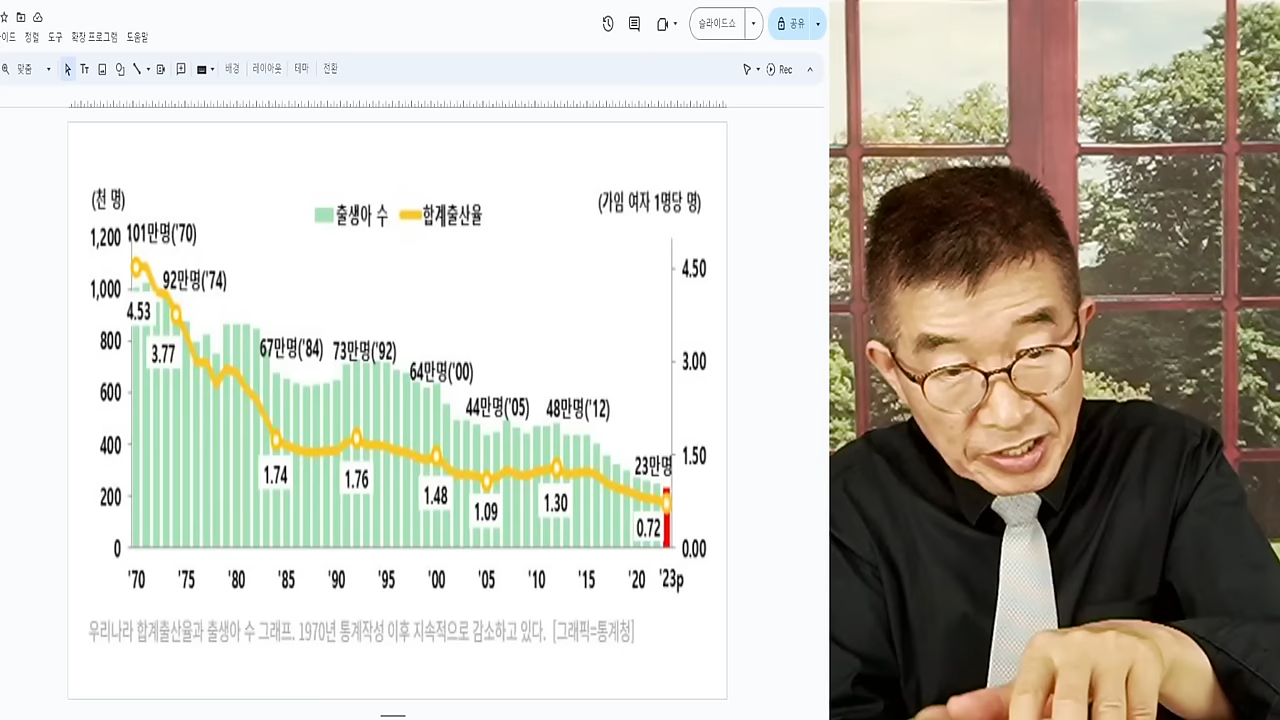 슬라이드쇼
공유
이드 정렬 도구 확장 프로그램 도움말
맞춤
배경 레이아웃 테마 전환
Rec
(천 명)
출생아 수 합계출산율
(가임 여자 1명당 명)
1,200 101만명('70)
4.50
92만명('74)
1,000
4.53
800
67만명('84) 73만명('92)
3.77
3.00
64만명('00)
600
44만명('05) 48만명('12)
400
1.50
23만명
1.74 1.76
200
1.48 1.09 1.30
0.72
0
0.00
'70 '75 '80 '85 '90 '95 '00 '05 '10 '15 '20 '23p
우리나라 합계출산율과 출생아 수 그래프. 1970년 통계작성 이후 지속적으로 감소하고 있다. [그래픽=통계청]